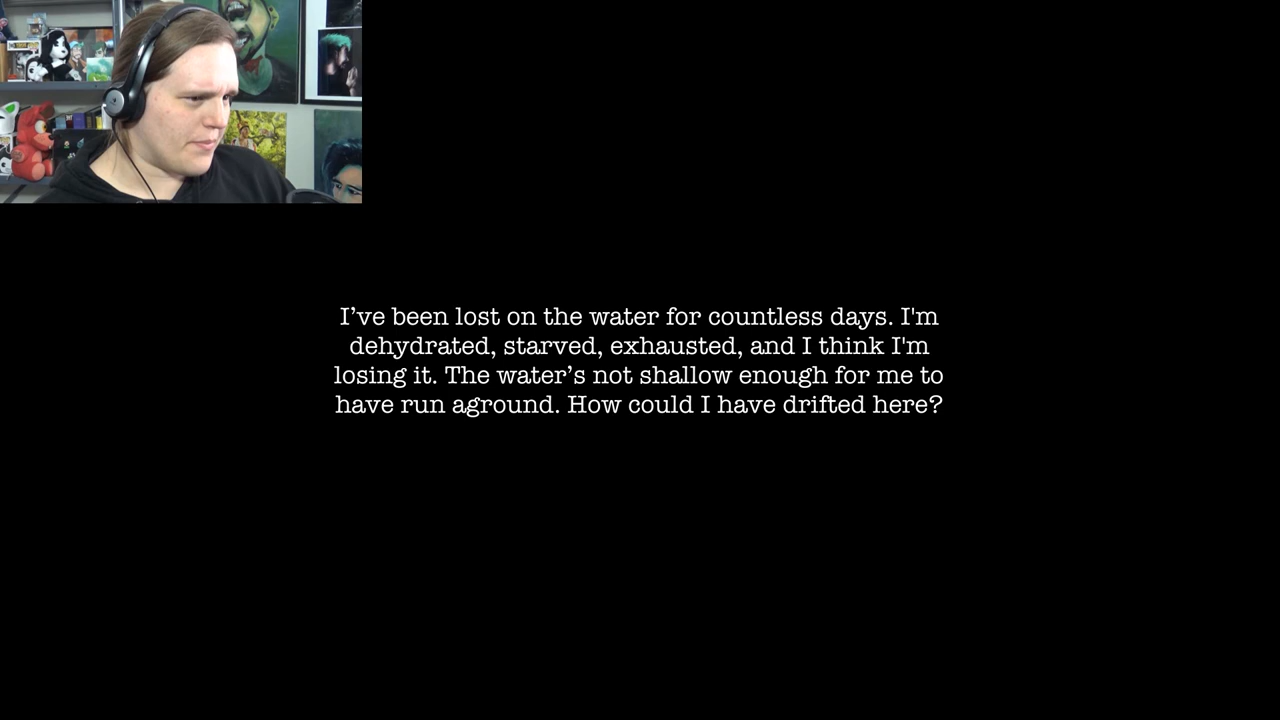 I’ve been lost on the water for countless days. I'm
dehydrated, starved, exhausted, and I think I'm
losing it. The water’s not shallow enough for me to
have run aground. How could I have drifted here?